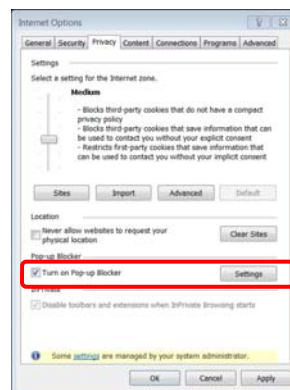 Internet Options
General Security Privacy Content Connections Programs Advanced
Settings
Select a setting for the Internet zone.
Medium
- Blocks third-party cookies that do not have a compact
privacy policy
- Blocks third-party cookies that save information that can
be used to contact you without your explicit consent
- Restricts first-party cookies that save information that
can be used to contact you without your implicit consent
Sites Import Advanced Default
Location
Never allow websites to request your
physical location
Clear Sites
Pop-up Blocker
Turn on Pop-up Blocker Settings
InPrivate
Disable toolbars and extensions when InPrivate Browsing starts
Some settings are managed by your system administrator.
OK Cancel Apply